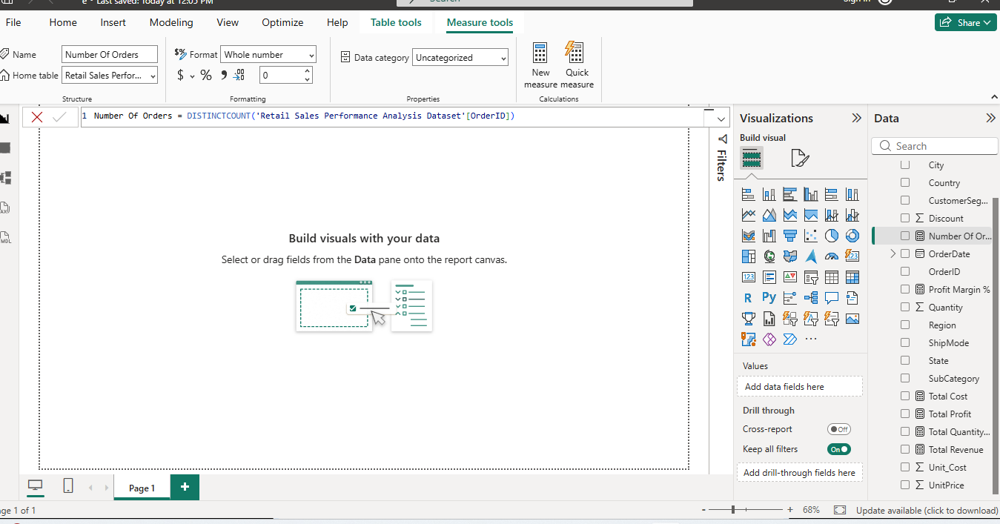 e • Last saved: Today at 12:05 PM
Search
Sign in
File Home Insert Modeling View Optimize Help Table tools Measure tools
Share
Name Number Of Orders
Home table Retail Sales Perfor...
Structure
$% Format Whole number
$ % 0
Formatting
Data category Uncategorized
Properties
New measure
Quick measure
Calculations
1 Number Of Orders = DISTINCTCOUNT('Retail Sales Performance Analysis Dataset'[OrderID])
Build visuals with your data
Select or drag fields from the Data pane onto the report canvas.
Filters
Visualizations
Build visual
123
123
R Py
Values
Add data fields here
Drill through
Cross-report Off
Keep all filters On
Add drill-through fields here
Data
Search
City
Country
CustomerSeg...
Discount
Number Of Or...
OrderDate
OrderID
Profit Margin %
Quantity
Region
ShipMode
State
SubCategory
Total Cost
Total Profit
Total Quantity...
Total Revenue
Unit_Cost
UnitPrice
Page 1
ge 1 of 1
- + 68%
Update available (click to download)